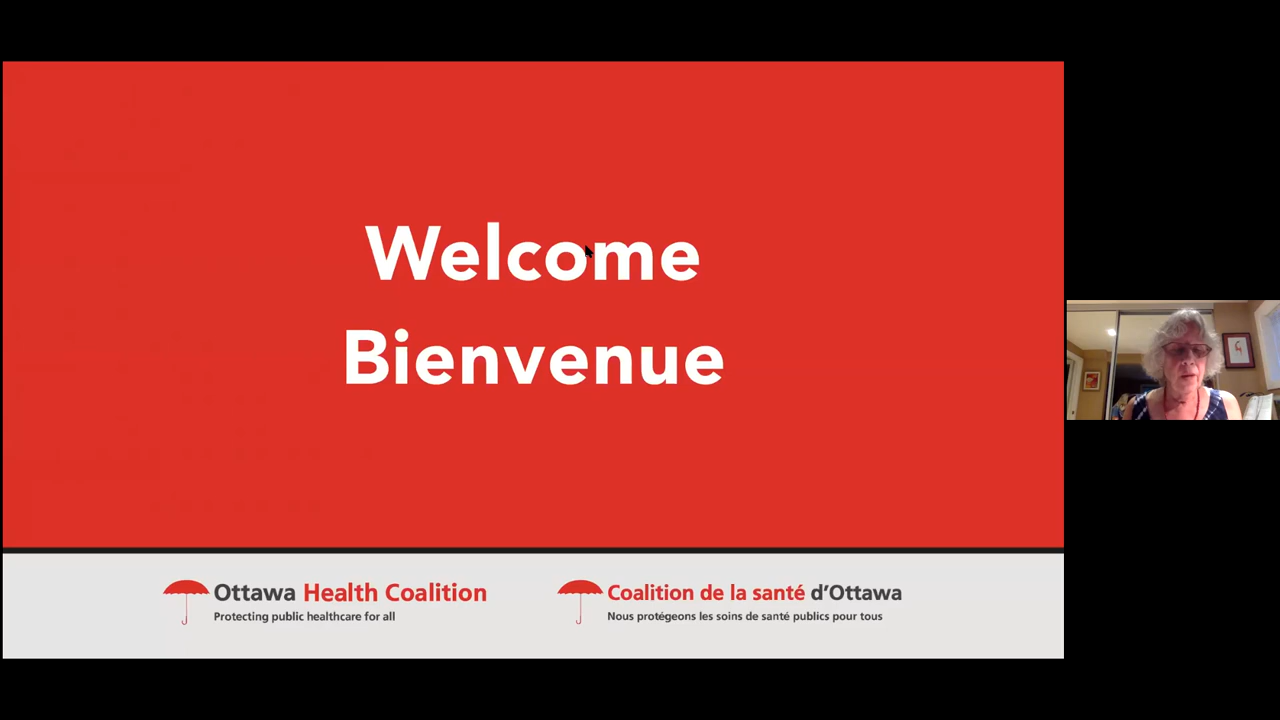 Welcome
Bienvenue
Ottawa Health Coalition
Protecting public healthcare for all
Coalition de la santé d'Ottawa
Nous protégeons les soins de santé publics pour tous